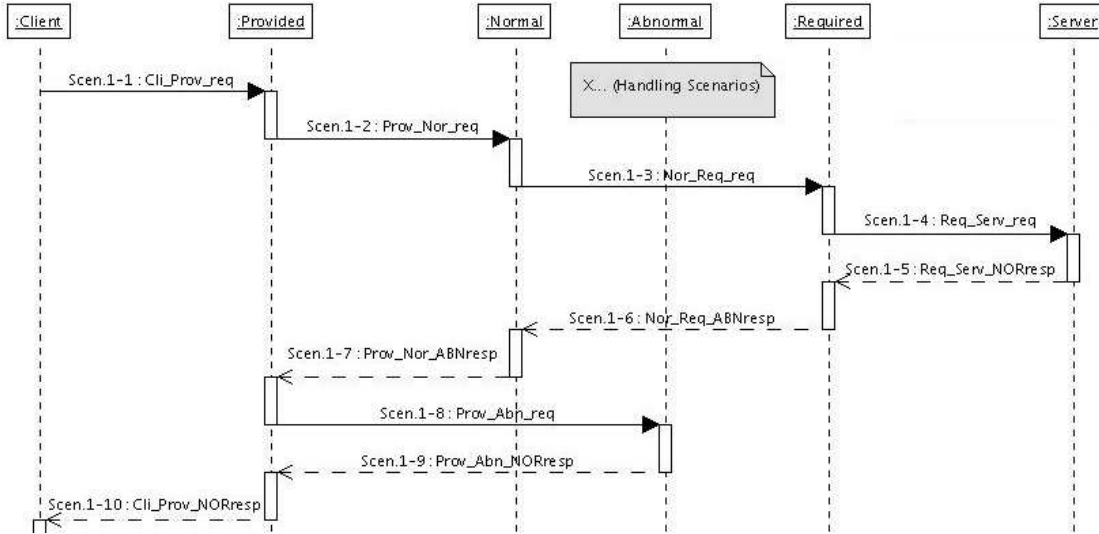 :Client
:Provided
:Normal
:Abnormal
:Required
:Server
Scen.1-1 : Cli_Prov_req
X... (Handling Scenarios)
Scen.1-2 : Prov_Nor_req
Scen.1-3 : Nor_Req_req
Scen.1-4 : Req_Serv_req
Scen.1-5 : Req_Serv_NORresp
Scen.1-6 : Nor_Req_ABNresp
Scen.1-7 : Prov_Nor_ABNresp
Scen.1-8 : Prov_Abn_req
Scen.1-9 : Prov_Abn_NORresp
Scen.1-10 : Cli_Prov_NORresp